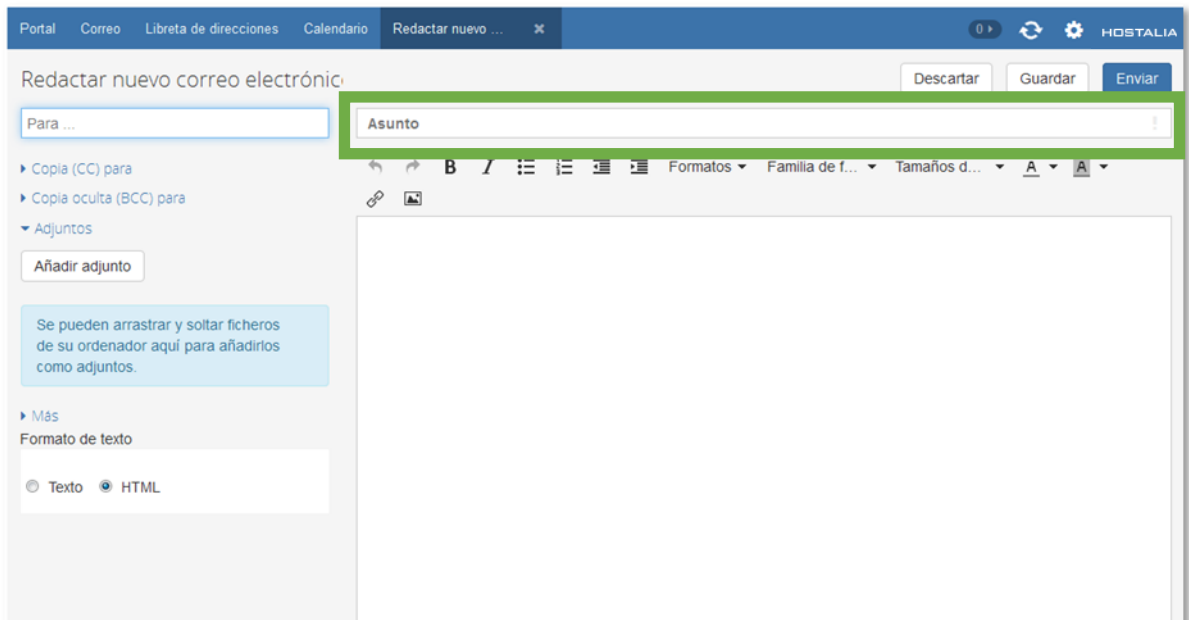 Portal Correo Libreta de direcciones Calendario Redactar nuevo ... × 0 HOSTALIA
Redactar nuevo correo electrónic Descartar Guardar Enviar
Para ... Asunto !
Copia (CC) para B I Formatos Familia de f... Tamaños d... A A
Copia oculta (BCC) para
Adjuntos
Añadir adjunto
Se pueden arrastrar y soltar ficheros
de su ordenador aquí para añadirlos
como adjuntos.
Más
Formato de texto
Texto HTML